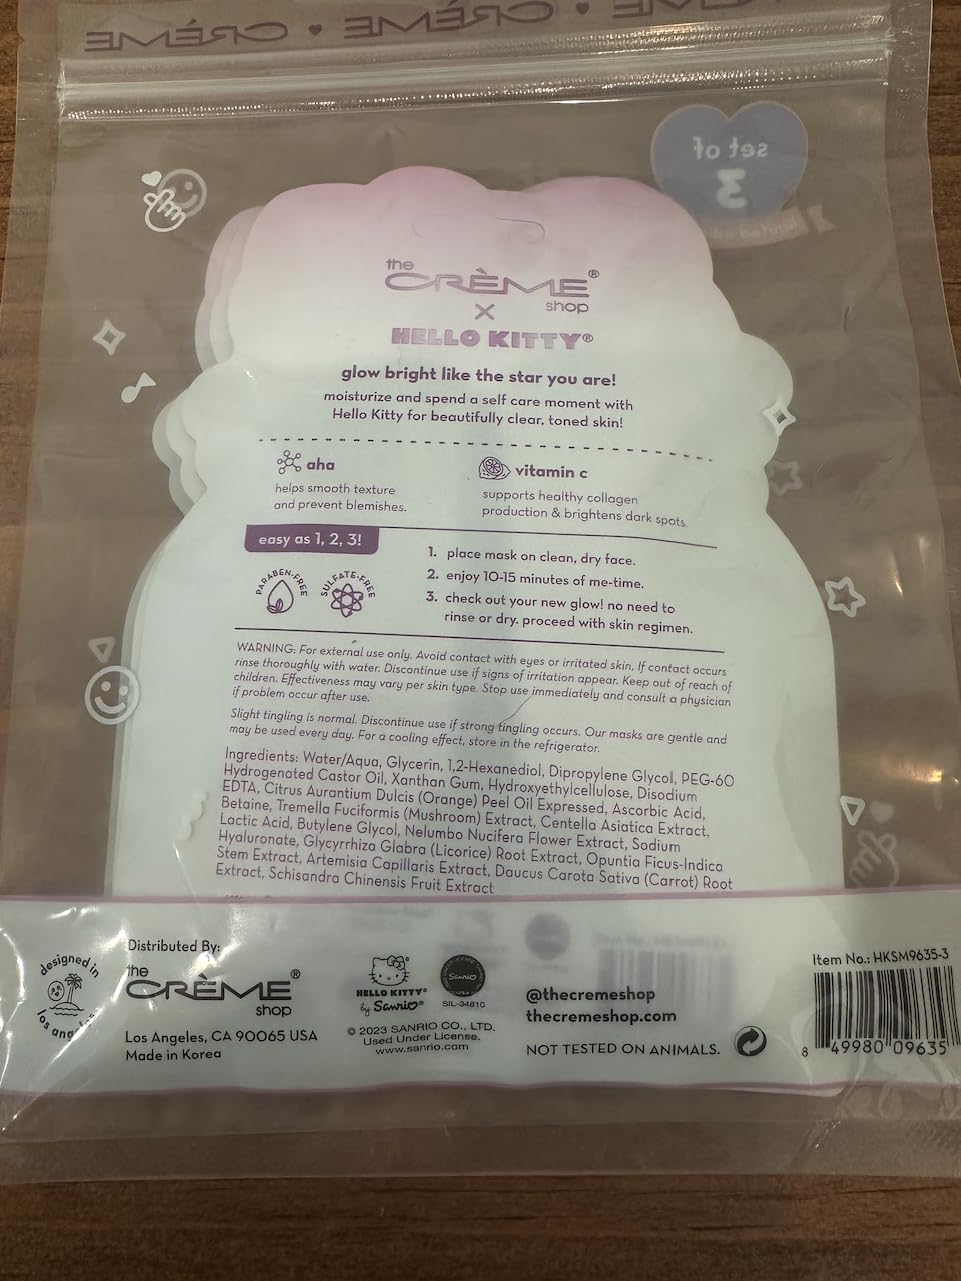 CRÈME • CRÈME • CRÈME
set of
3
the
CRÈME®
shop
X
HELLO KITTY®
glow bright like the star you are!
moisturize and spend a self care moment with
Hello Kitty for beautifully clear, toned skin!
aha
helps smooth texture
and prevent blemishes.
vitamin c
supports healthy collagen
production & brightens dark spots.
easy as 1, 2, 3!
PARABEN-FREE
SULFATE-FREE
1. place mask on clean, dry face.
2. enjoy 10-15 minutes of me-time.
3. check out your new glow! no need to
rinse or dry. proceed with skin regimen.
WARNING: For external use only. Avoid contact with eyes or irritated skin. If contact occurs
rinse thoroughly with water. Discontinue use if signs of irritation appear. Keep out of reach of
children. Effectiveness may vary per skin type. Stop use immediately and consult a physician
if problem occur after use.
Slight tingling is normal. Discontinue use if strong tingling occurs. Our masks are gentle and
may be used every day. For a cooling effect, store in the refrigerator.
Ingredients: Water/Aqua, Glycerin, 1,2-Hexanediol, Dipropylene Glycol, PEG-60
Hydrogenated Castor Oil, Xanthan Gum, Hydroxyethylcellulose, Disodium
EDTA, Citrus Aurantium Dulcis (Orange) Peel Oil Expressed, Ascorbic Acid,
Betaine, Tremella Fuciformis (Mushroom) Extract, Centella Asiatica Extract,
Lactic Acid, Butylene Glycol, Nelumbo Nucifera Flower Extract, Sodium
Hyaluronate, Glycyrrhiza Glabra (Licorice) Root Extract, Opuntia Ficus-Indica
Stem Extract, Artemisia Capillaris Extract, Daucus Carota Sativa (Carrot) Root
Extract, Schisandra Chinensis Fruit Extract
designed in
los angeles
Distributed By:
the
CRÈME®
shop
Los Angeles, CA 90065 USA
Made in Korea
HELLO KITTY®
by Sanrio®
Sanrio
SIL-34810
© 2023 SANRIO CO., LTD.
Used Under License.
www.sanrio.com
@thecremeshop
thecremeshop.com
NOT TESTED ON ANIMALS.
Item No.: HKSM9635-3
8 49980 09635